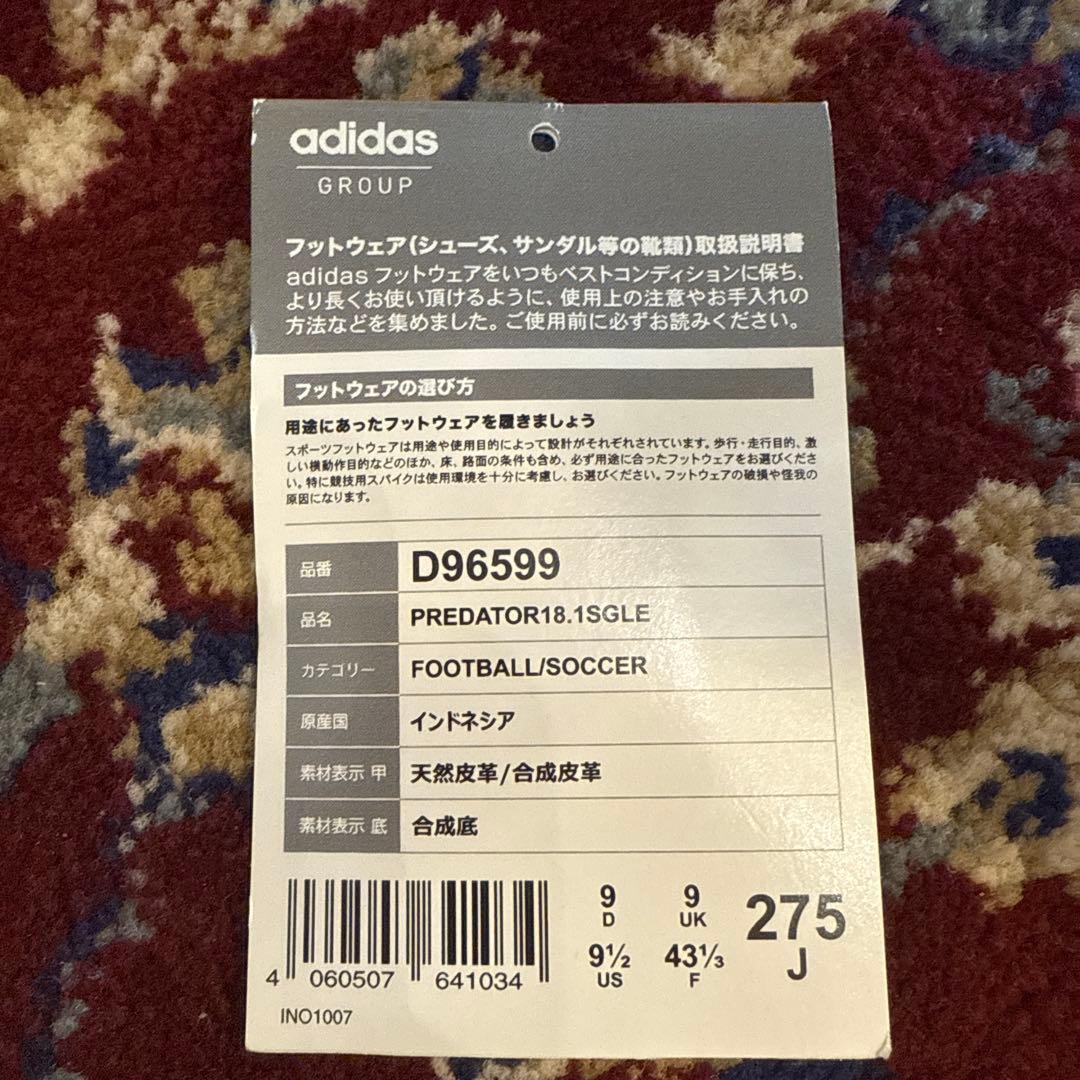 adidas
GROUP
フットウェア(シューズ、サンダル等の靴類)取扱説明書
adidas フットウェアをいつもベストコンディションに保ち、
より長くお使い頂けるように、使用上の注意やお手入れの
方法などを集めました。ご使用前に必ずお読みください。
フットウェアの選び方
用途にあったフットウェアを履きましょう
スポーツフットウェアは用途や使用目的によって設計がそれぞれされています。歩行・走行目的、激
しい横動作目的などのほか、床、路面の条件も含め、必ず用途に合ったフットウェアをお選びくださ
い。特に競技用スパイクは使用環境を十分に考慮し、お選びください。フットウェアの破損や怪我の
原因になります。
品番 D96599
品名 PREDATOR18.1SGLE
カテゴリー FOOTBALL/SOCCER
原産国 インドネシア
素材表示 甲 天然皮革/合成皮革
素材表示 底 合成底
9 9 275
D UK J
9½ 43⅓
US F
4 060507 641034
INO1007